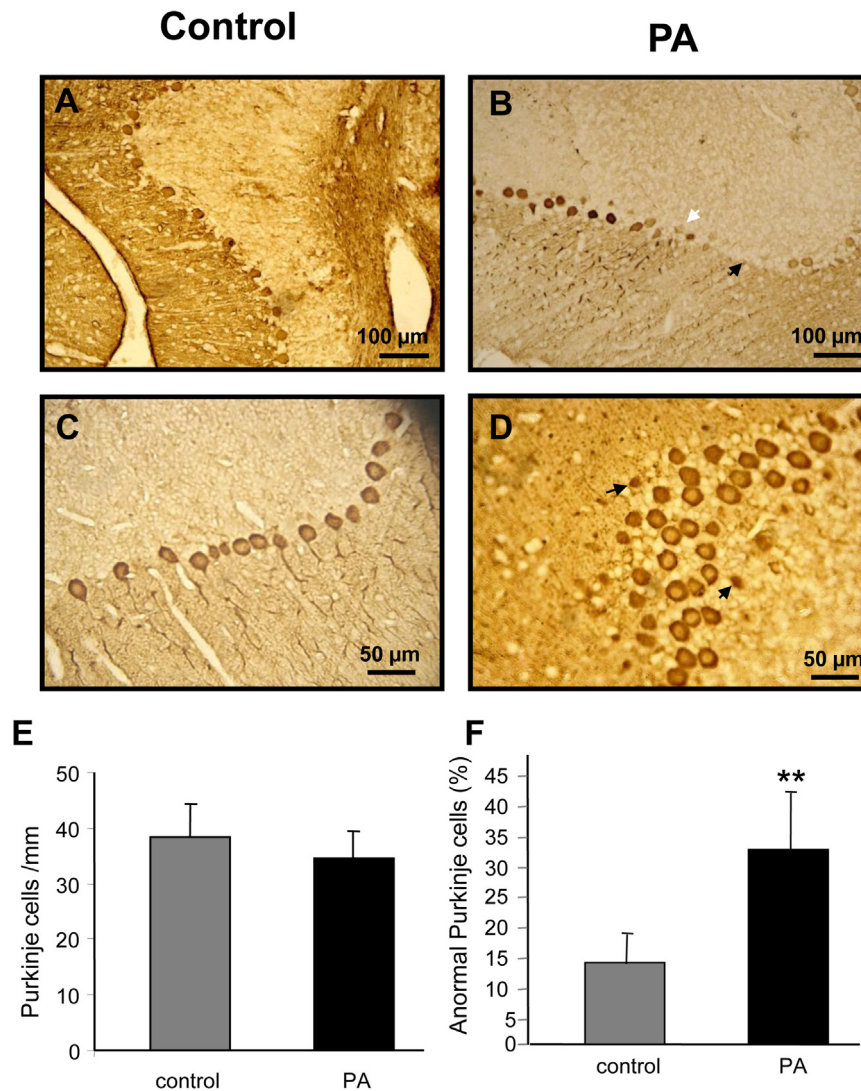 Control
PA
A
B
100 µm
100 µm
C
D
50 µm
50 µm
E
F
Purkinje cells /mm
50
40
30
20
10
0
control
PA
Anormal Purkinje cells (%)
45
40
35
30
25
20
15
10
5
0
**
control
PA